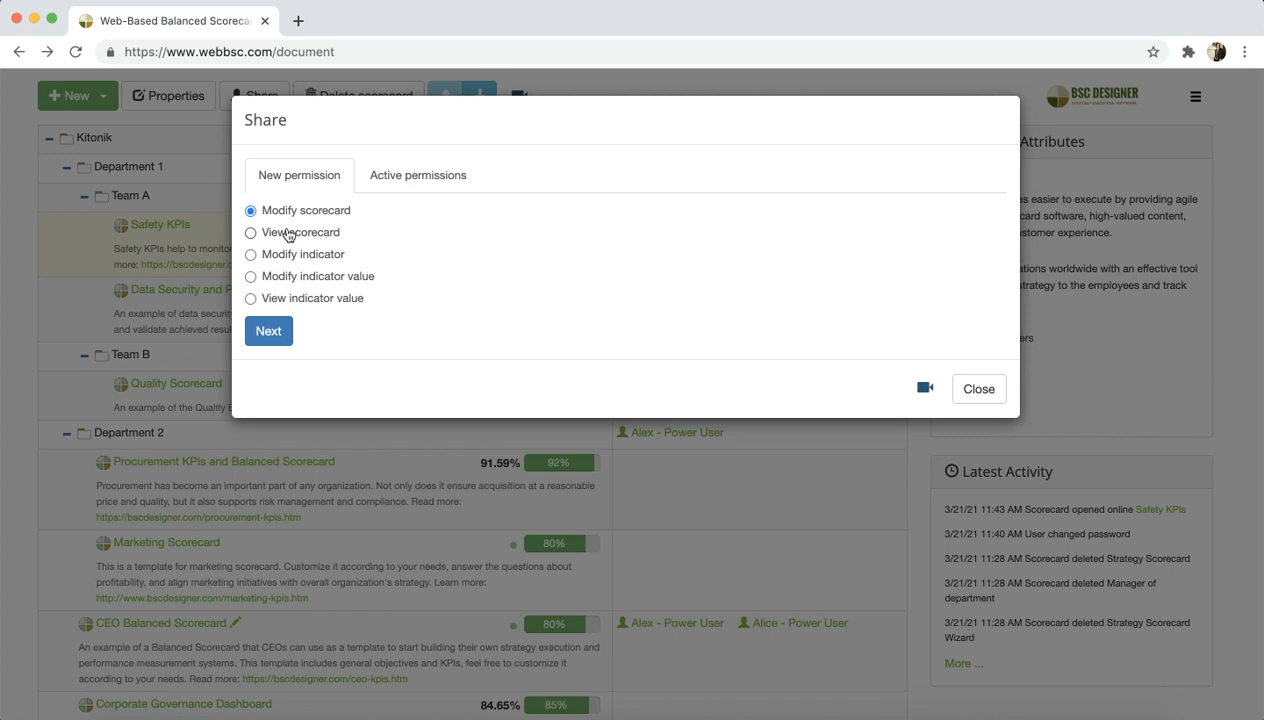 Web-Based Balanced Scoreca
https://www.webbsc.com/document
New
Properties
Share
Delete scorecard
BSC DESIGNER
Share
New permission
Active permissions
Modify scorecard
View scorecard
Modify indicator
Modify indicator value
View indicator value
Next
Close
Kitonik
Department 1
Team A
Safety KPIs
Safety KPIs help to monito
more: https://bscdesigner.c
Data Security and P
An example of data securit
and validate achieved resul
Team B
Quality Scorecard
An example of the Quality
Department 2
Alex - Power User
Procurement KPIs and Balanced Scorecard
91.59%
92%
Procurement has become an important part of any organization. Not only does it ensure acquisition at a reasonable
price and quality, but it also supports risk management and compliance. Read more:
https://bscdesigner.com/procurement-kpis.htm
Marketing Scorecard
80%
This is a template for marketing scorecard. Customize it according to your needs, answer the questions about
profitability, and align marketing initiatives with overall organization's strategy. Learn more:
http://www.bscdesigner.com/marketing-kpis.htm
CEO Balanced Scorecard
80%
Alex - Power User
Alice - Power User
An example of a Balanced Scorecard that CEOs can use as a template to start building their own strategy execution and
performance measurement systems. This template includes general objectives and KPIs, feel free to customize it
according to your needs. Read more: https://bscdesigner.com/ceo-kpis.htm
Corporate Governance Dashboard
84.65%
85%
Attributes
s easier to execute by providing agile
card software, high-valued content,
stomer experience.
ations worldwide with an effective tool
strategy to the employees and track
ers
Latest Activity
3/21/21 11:43 AM Scorecard opened online Safety KPIs
3/21/21 11:40 AM User changed password
3/21/21 11:28 AM Scorecard deleted Strategy Scorecard
3/21/21 11:28 AM Scorecard deleted Manager of
department
3/21/21 11:28 AM Scorecard deleted Strategy Scorecard
Wizard
More ...